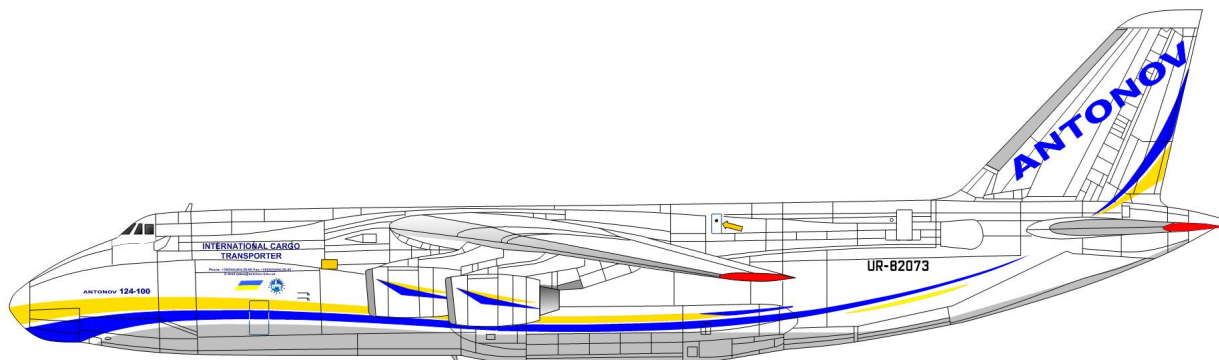 ANTONOV
INTERNATIONAL CARGO
TRANSPORTER
ANTONOV 124-100
UR-82073